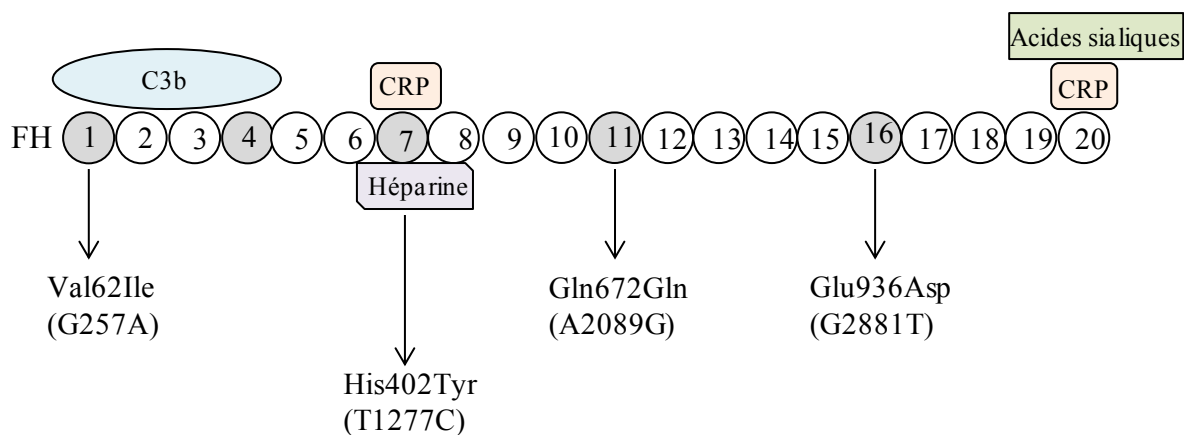 Acides sialiques
C3b
CRP
CRP
FH 1 2 3 4 5 6 7 8 9 10 11 12 13 14 15 16 17 18 19 20
Héparine
Val62Ile
(G257A)
His402Tyr
(T1277C)
Gln672Gln
(A2089G)
Glu936Asp
(G2881T)